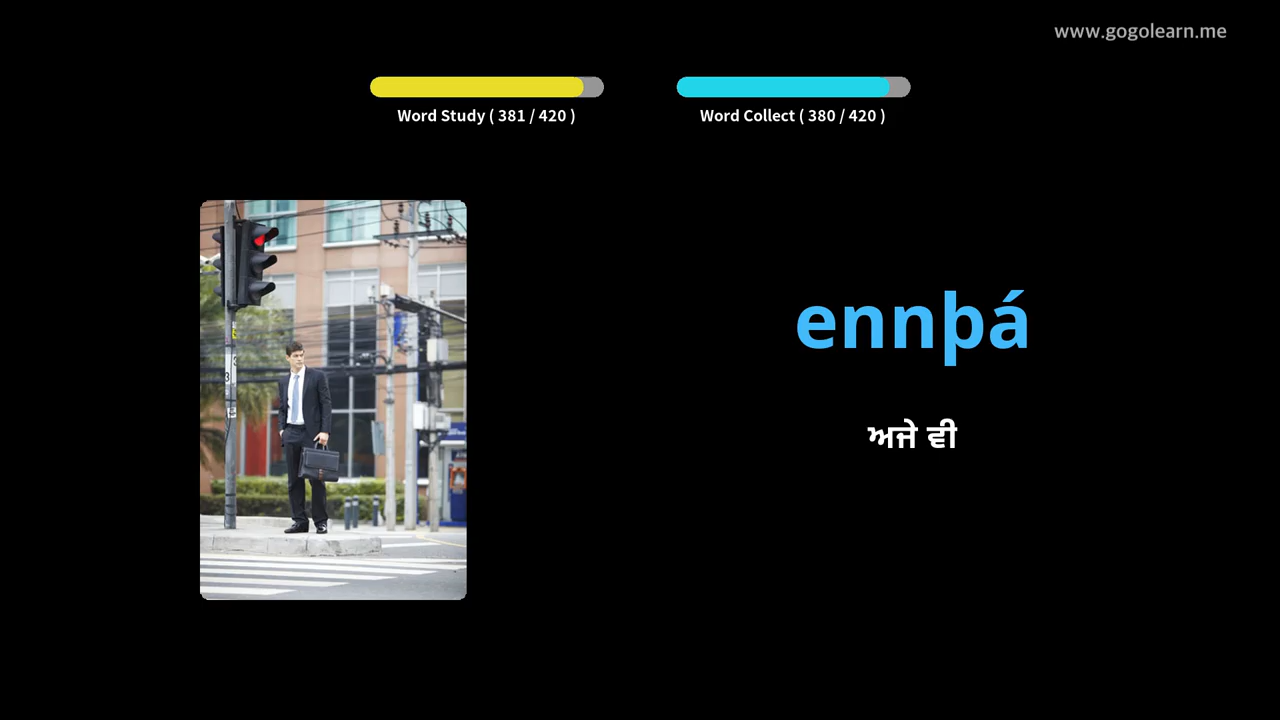 www.gogolearn.me
Word Study ( 381 / 420 )
Word Collect ( 380 / 420 )
ennþá
ਅਜੇ ਵੀ